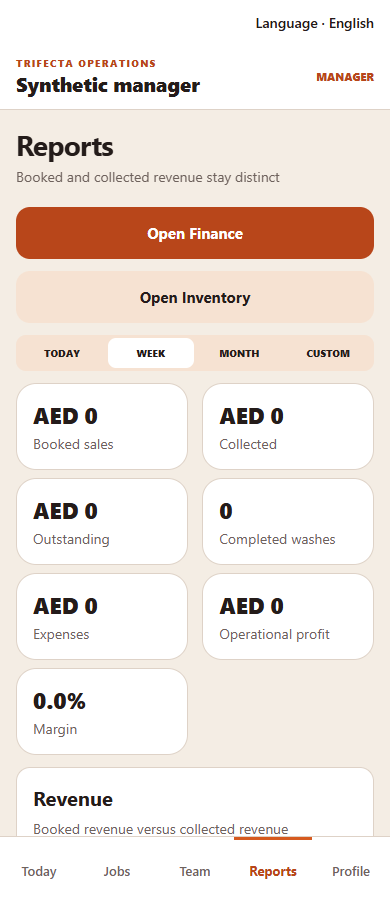 Language · English
TRIFECTA OPERATIONS
Synthetic manager
MANAGER
Reports
Booked and collected revenue stay distinct
Open Finance
Open Inventory
TODAY WEEK MONTH CUSTOM
AED 0 AED 0
Booked sales Collected
AED 0 0
Outstanding Completed washes
AED 0 AED 0
Expenses Operational profit
0.0%
Margin
Revenue
Booked revenue versus collected revenue
Today Jobs Team Reports Profile